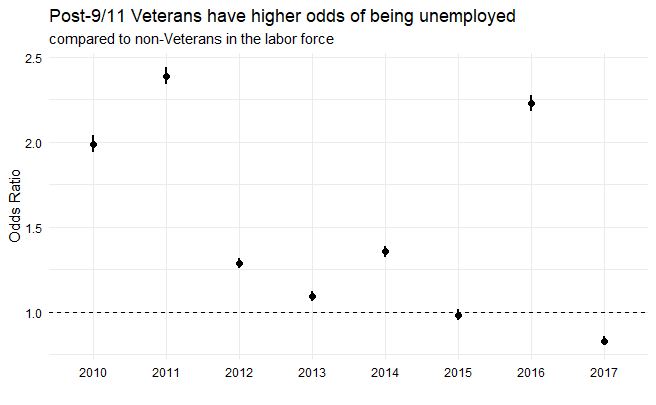 Post-9/11 Veterans have higher odds of being unemployed
compared to non-Veterans in the labor force
2.5
2.0
1.5
1.0
Odds Ratio
2010 2011 2012 2013 2014 2015 2016 2017